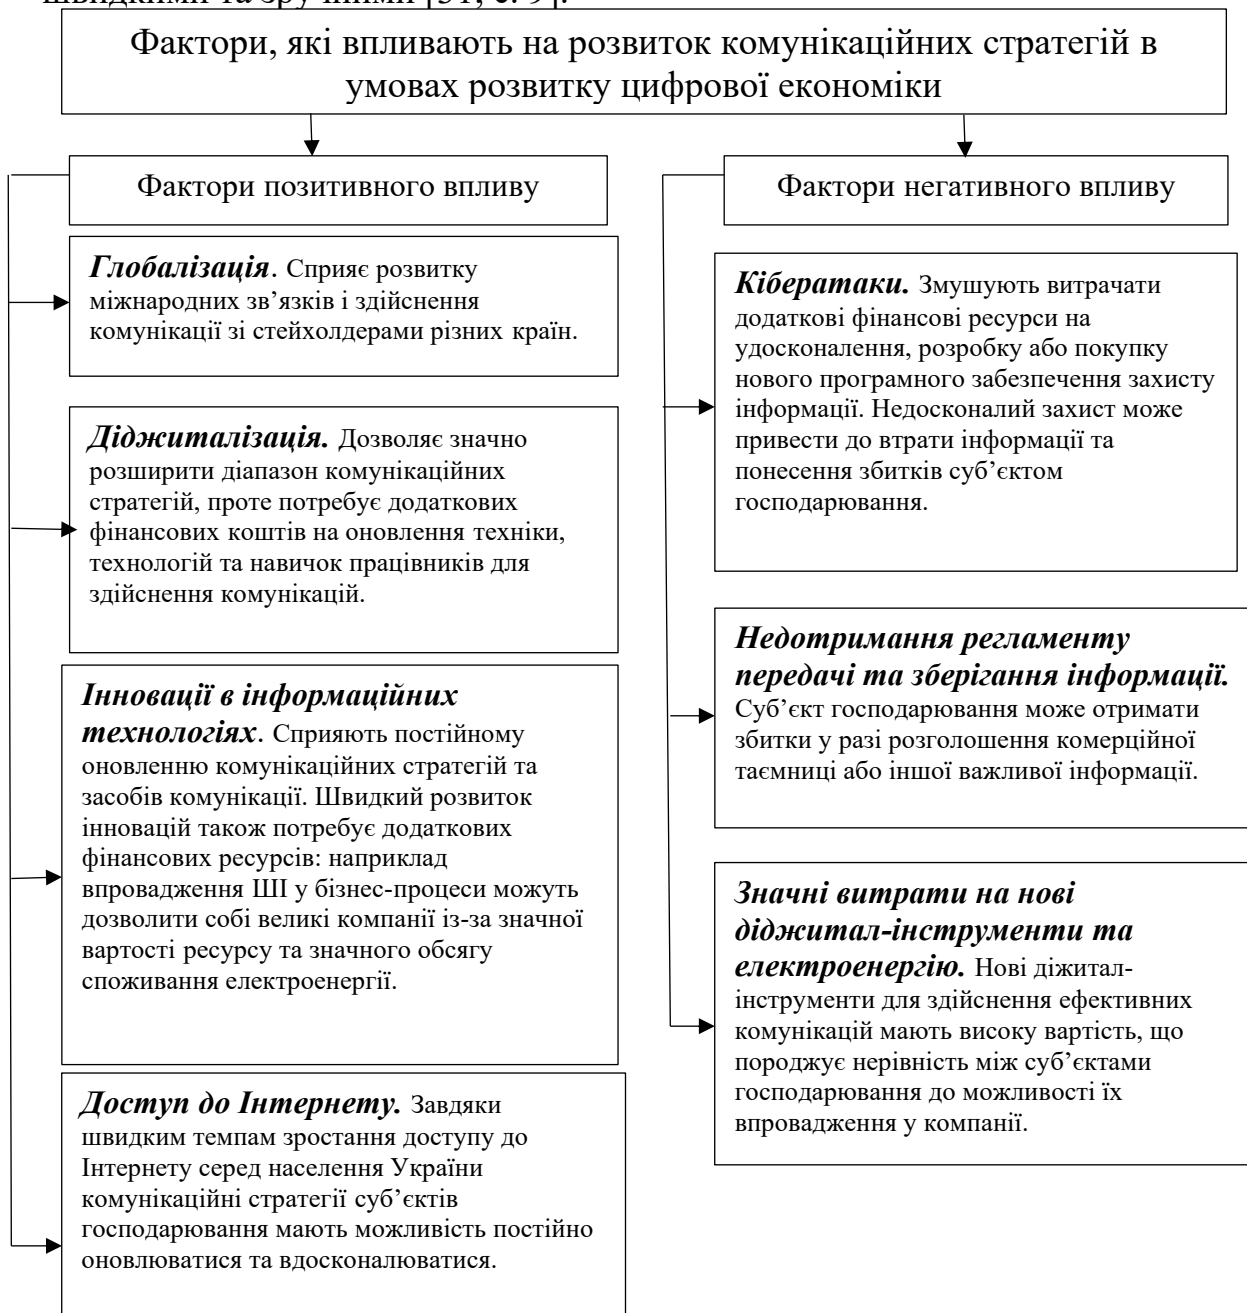 швидкими та зручними [31, с. 9].
Фактори, які впливають на розвиток комунікаційних стратегій в
умовах розвитку цифрової економіки
Фактори позитивного впливу
Глобалізація. Сприяє розвитку
міжнародних зв’язків і здійснення
комунікації зі стейхолдерами різних країн.
Діджиталізація. Дозволяє значно
розширити діапазон комунікаційних
стратегій, проте потребує додаткових
фінансових коштів на оновлення техніки,
технологій та навичок працівників для
здійснення комунікацій.
Інновації в інформаційних
технологіях. Сприяють постійному
оновленню комунікаційних стратегій та
засобів комунікації. Швидкий розвиток
інновацій також потребує додаткових
фінансових ресурсів: наприклад
впровадження ШІ у бізнес-процеси можуть
дозволити собі великі компанії із-за значної
вартості ресурсу та значного обсягу
споживання електроенергії.
Доступ до Інтернету. Завдяки
швидким темпам зростання доступу до
Інтернету серед населення України
комунікаційні стратегії суб’єктів
господарювання мають можливість постійно
оновлюватися та вдосконалюватися.
Фактори негативного впливу
Кібератаки. Змушують витрачати
додаткові фінансові ресурси на
удосконалення, розробку або покупку
нового програмного забезпечення захисту
інформації. Недосконалий захист може
привести до втрати інформації та
понесення збитків суб’єктом
господарювання.
Недотримання регламенту
передачі та зберігання інформації.
Суб’єкт господарювання може отримати
збитки у разі розголошення комерційної
таємниці або іншої важливої інформації.
Значні витрати на нові
діджитал-інструменти та
електроенергію. Нові діжитал-
інструменти для здійснення ефективних
комунікацій мають високу вартість, що
породжує нерівність між суб’єктами
господарювання до можливості їх
впровадження у компанії.